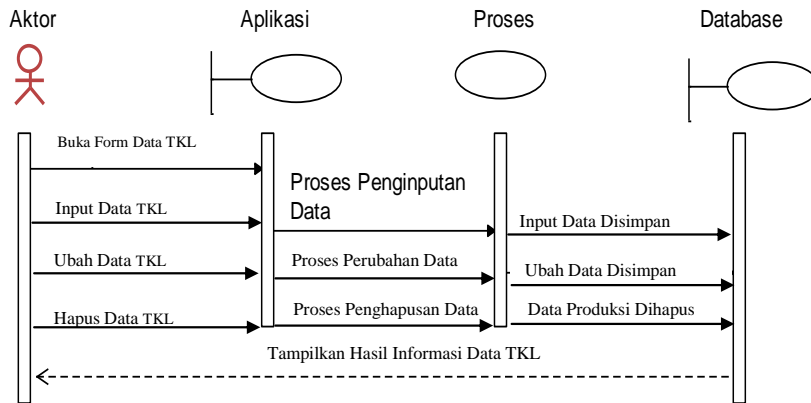 Aktor
Aplikasi
Proses
Database
Buka Form Data TKL
Proses Penginputan
Data
Input Data TKL
Input Data Disimpan
Ubah Data TKL
Proses Perubahan Data
Ubah Data Disimpan
Hapus Data TKL
Proses Penghapusan Data
Data Produksi Dihapus
Tampilkan Hasil Informasi Data TKL